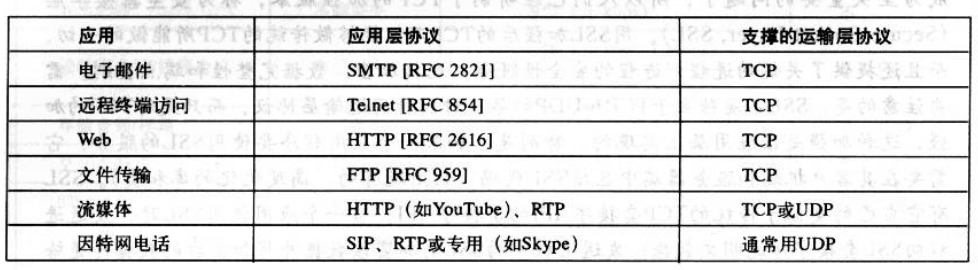 应用 应用层协议 支撑的运输层协议
电子邮件 SMTP [RFC 2821] TCP
远程终端访问 Telnet [RFC 854] TCP
Web HTTP [RFC 2616] TCP
文件传输 FTP [RFC 959] TCP
流媒体 HTTP（如YouTube）、RTP TCP或UDP
因特网电话 SIP、RTP或专用（如Skype） 通常用UDP